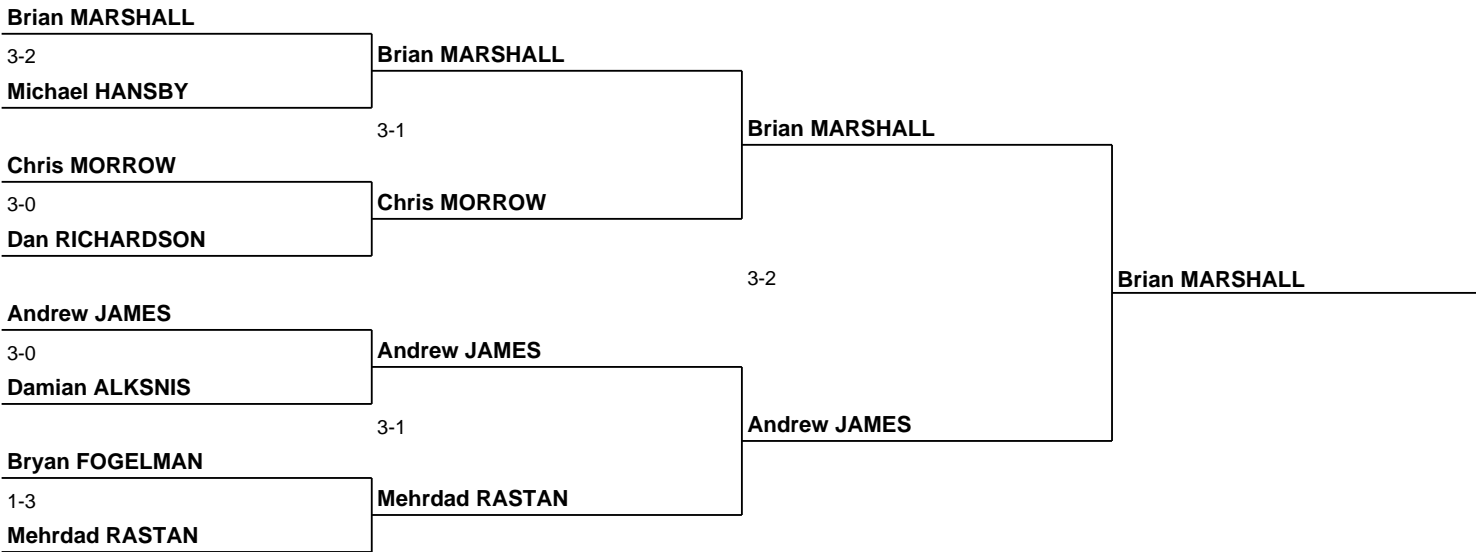 Brian MARSHALL
3-2
Michael HANSBY
Chris MORROW
3-0
Dan RICHARDSON
Andrew JAMES
3-0
Damian ALKSNIS
Bryan FOGELMAN
1-3
Mehrdad RASTAN
Brian MARSHALL
3-1
Chris MORROW
Andrew JAMES
3-1
Mehrdad RASTAN
Brian MARSHALL
3-2
Andrew JAMES
Brian MARSHALL